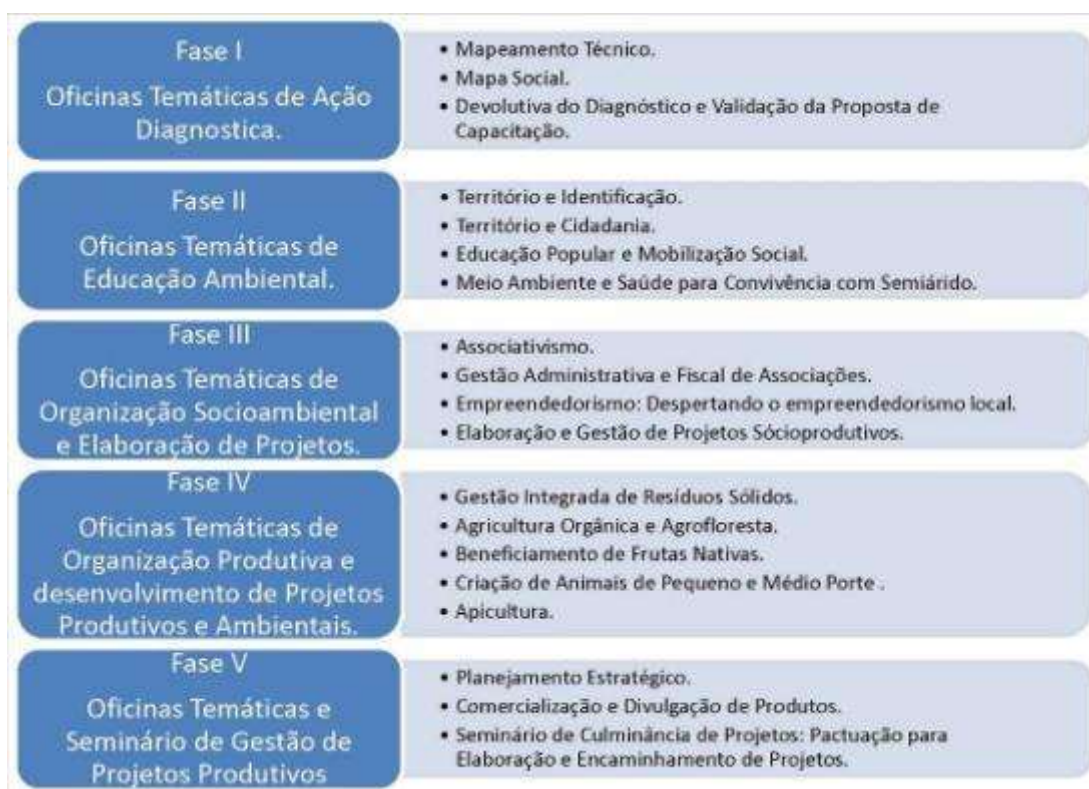 Fase I
Oficinas Temáticas de Ação
Diagnostica.
• Mapeamento Técnico.
• Mapa Social.
• Devolutiva do Diagnóstico e Validação da Proposta de
Capacitação.
Fase II
Oficinas Temáticas de
Educação Ambiental.
• Território e Identificação.
• Território e Cidadania.
• Educação Popular e Mobilização Social.
• Meio Ambiente e Saúde para Convivência com Semiárido.
Fase III
Oficinas Temáticas de
Organização Socioambiental
e Elaboração de Projetos.
• Associativismo.
• Gestão Administrativa e Fiscal de Associações.
• Empreendedorismo: Despertando o empreendedorismo local.
• Elaboração e Gestão de Projetos Sócioprodutivos.
Fase IV
Oficinas Temáticas de
Organização Produtiva e
desenvolvimento de Projetos
Produtivos e Ambientais.
• Gestão Integrada de Resíduos Sólidos.
• Agricultura Orgânica e Agrofloresta.
• Beneficiamento de Frutas Nativas.
• Criação de Animais de Pequeno e Médio Porte .
• Apicultura.
Fase V
Oficinas Temáticas e
Seminário de Gestão de
Projetos Produtivos
• Planejamento Estratégico.
• Comercialização e Divulgação de Produtos.
• Seminário de Culminância de Projetos: Pactuação para
Elaboração e Encaminhamento de Projetos.